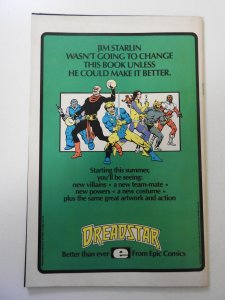 JIM STARLIN
WASN'T GOING TO CHANGE
THIS BOOK UNLESS
HE COULD MAKE IT BETTER.
Starting this summer,
you'll be seeing:
new villains • a new team-mate •
new powers • a new costume •
plus the same great artwork and action
DREADSTAR
Better than ever e From Epic Comics